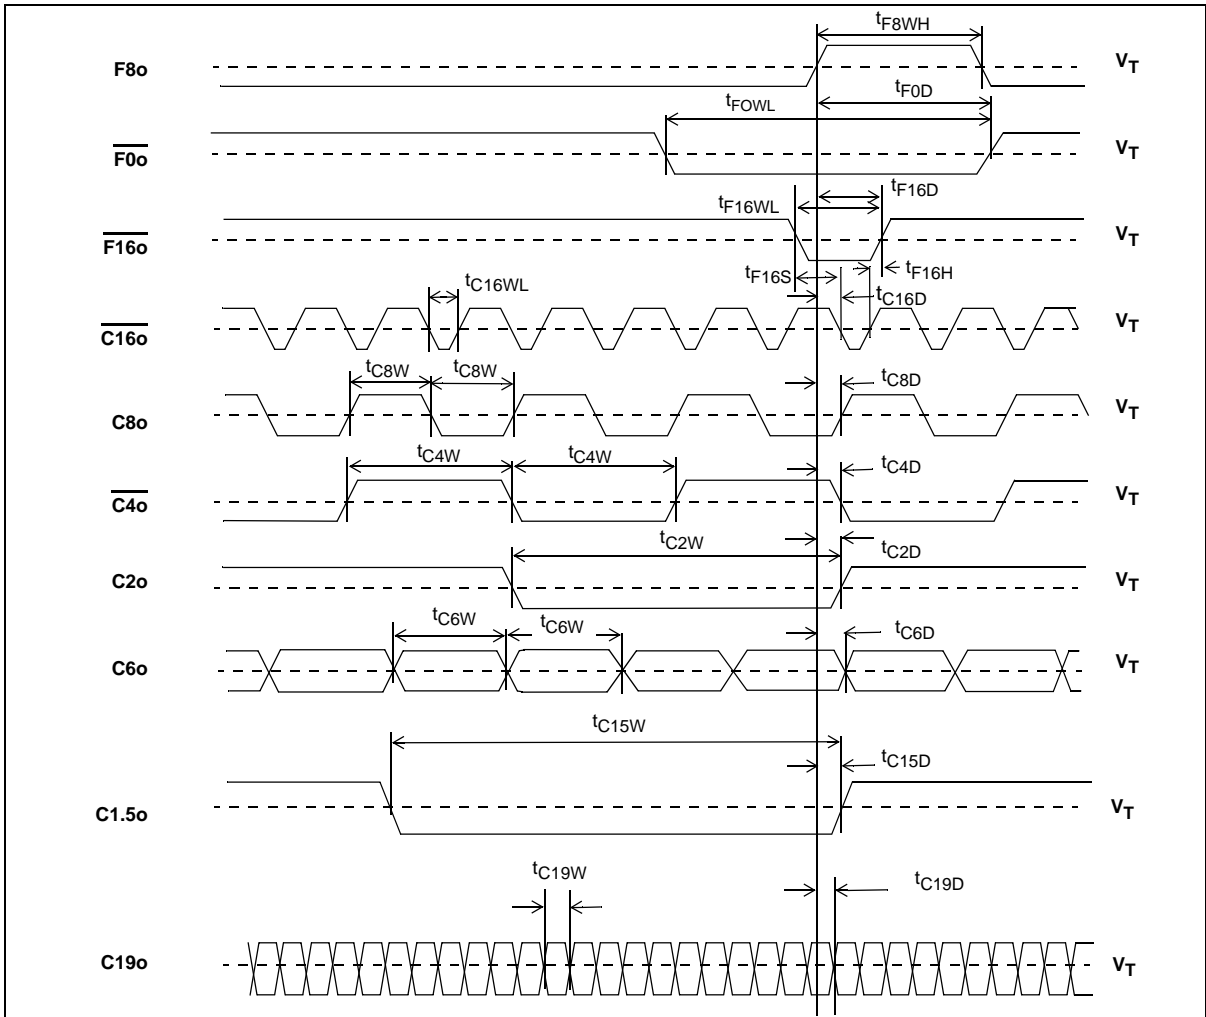 tF8WH
F8o
VT
tF0D
tFOWL
F0o
VT
tF16D
tF16WL
F16o
VT
tF16S
tF16H
tC16WL
tC16D
C16o
VT
tC8W
tC8W
tC8D
C8o
VT
tC4W
tC4W
tC4D
C4o
VT
tC2W
tC2D
C2o
VT
tC6W
tC6W
tC6D
C6o
VT
tC15W
tC15D
C1.5o
VT
tC19W
tC19D
C19o
VT